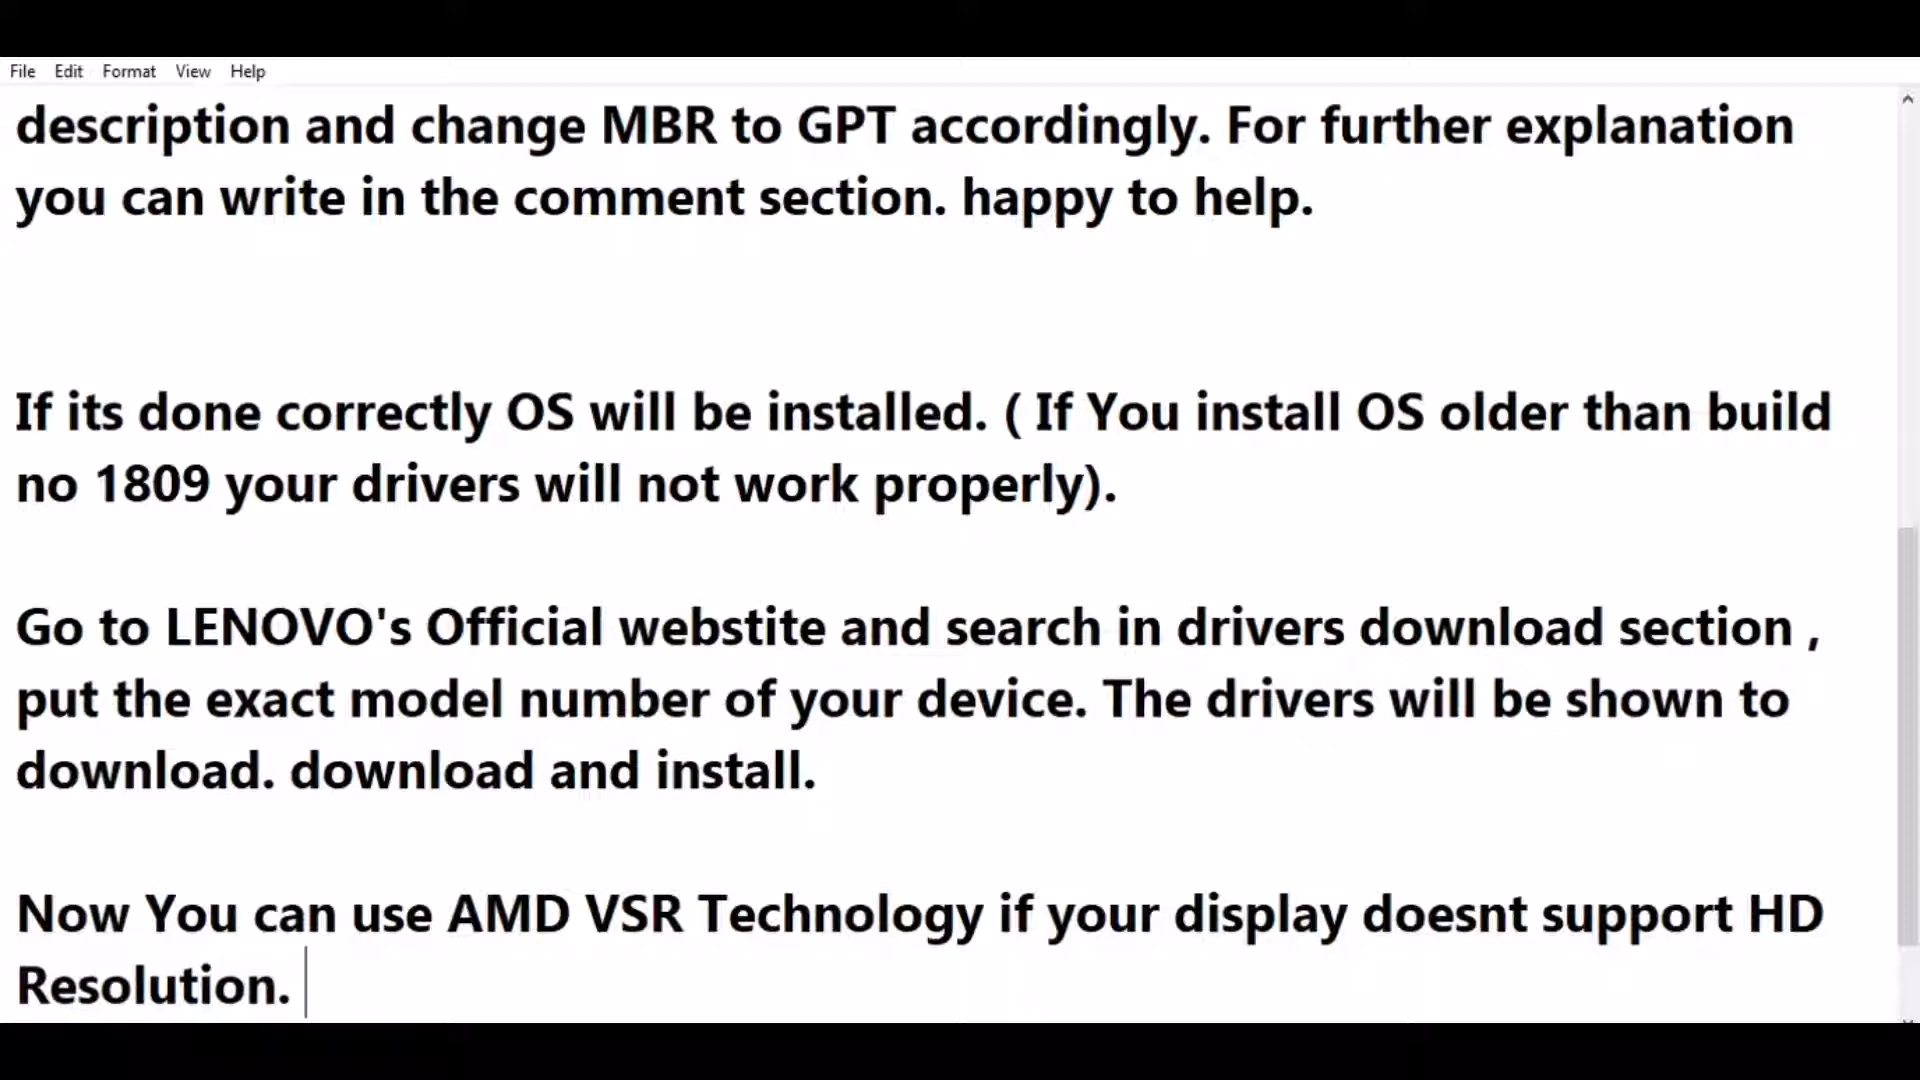 File Edit Format View Help
description and change MBR to GPT accordingly. For further explanation
you can write in the comment section. happy to help.
If its done correctly OS will be installed. ( If You install OS older than build
no 1809 your drivers will not work properly).
Go to LENOVO's Official webstite and search in drivers download section ,
put the exact model number of your device. The drivers will be shown to
download. download and install.
Now You can use AMD VSR Technology if your display doesnt support HD
Resolution.